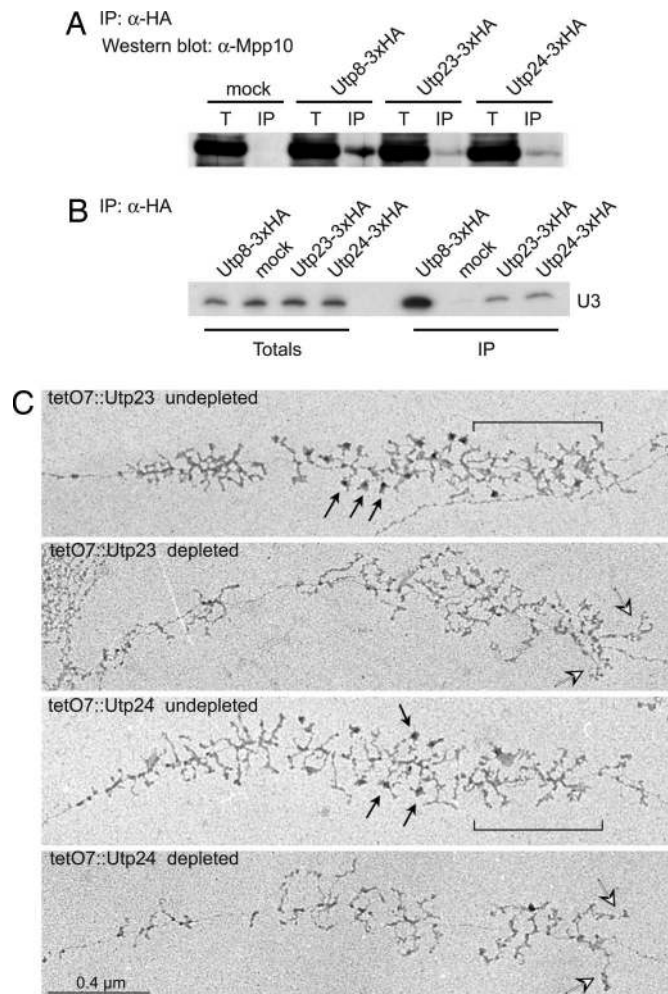 A IP: α-HA
Western blot: α-Mpp10
mock Utp8-3xHA Utp23-3xHA Utp24-3xHA
T IP T IP T IP T IP
B IP: α-HA
Utp8-3xHA mock Utp23-3xHA Utp24-3xHA Utp8-3xHA mock Utp23-3xHA Utp24-3xHA
U3
Totals IP
C tetO7::Utp23 undepleted
tetO7::Utp23 depleted
tetO7::Utp24 undepleted
tetO7::Utp24 depleted
0.4 µm